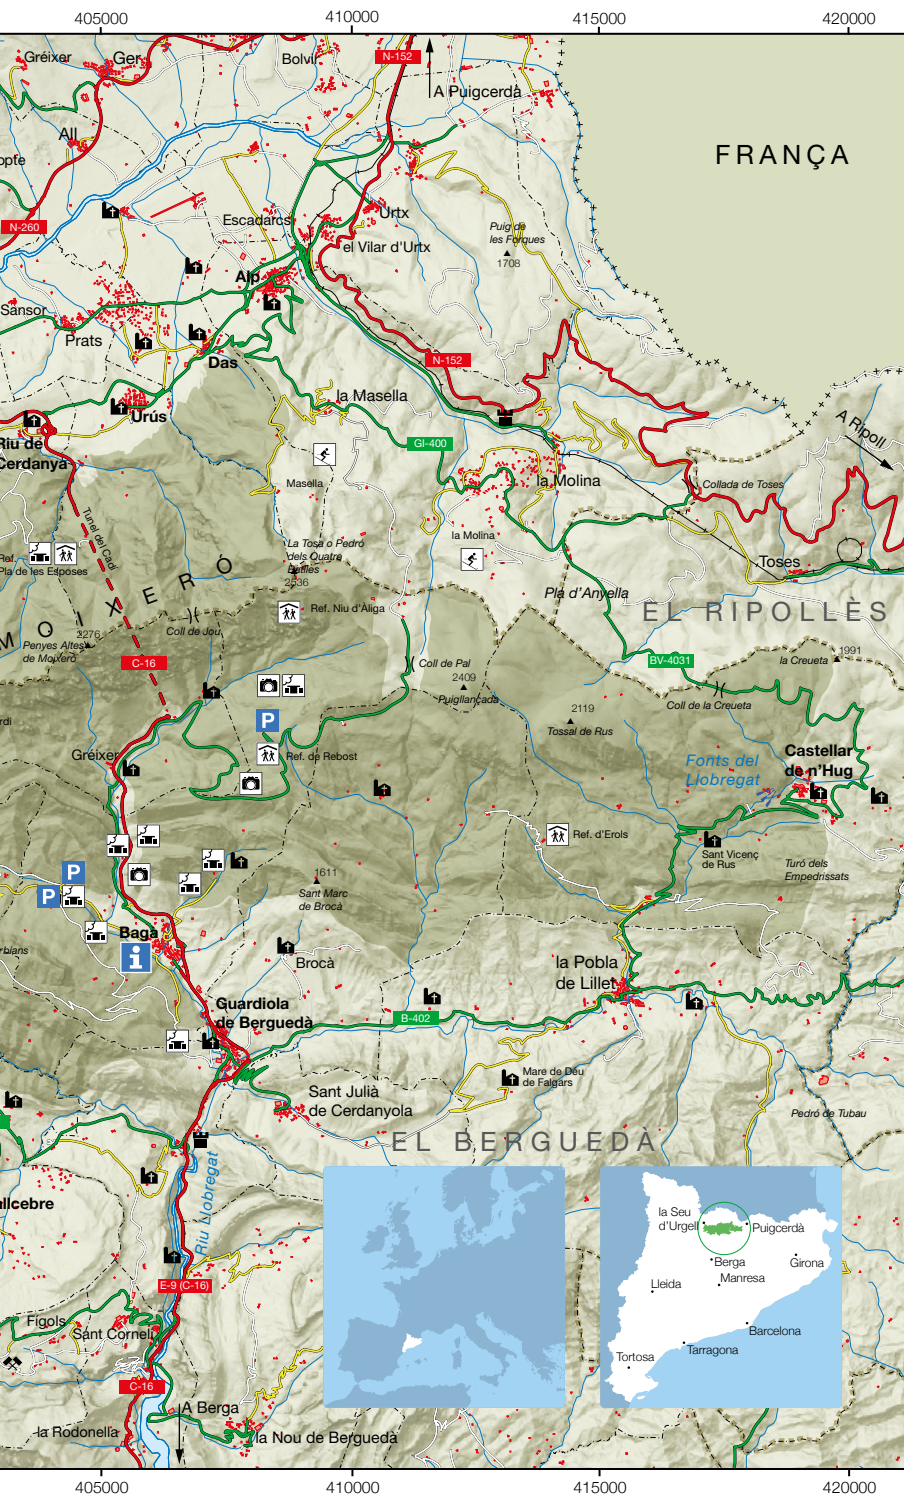 405000
410000
415000
420000
Gréixer
Ger
Bolvir
N-152
A Puigcerdà
All
FRANÇA
N-260
Escadarcs
Urtx
el Vilar d'Urtx
Puig de
les Forques
1708
Alp
Sansor
Prats
Das
N-152
la Masella
Urús
Riu de
Cerdanya
GI-400
A Ripoll
Masella
la Molina
Collada de Toses
Tunel del Cadí
la Molina
La Tosa o Pedró
dels Quatre
Batlles
2536
Ref.
Pla de les Esposes
Toses
MOIXERÓ
Pla d'Anyella
EL RIPOLLÈS
Ref. Niu d'Àliga
Coll de Jou
2276
Penyes Altes
de Moixeró
C-16
Coll de Pal
2409
Puigllançada
BV-4031
la Creueta
1991
Coll de la Creueta
2119
Tossal de Rus
P
Gréixer
Ref. de Rebost
Fonts del
Llobregat
Castellar
de n'Hug
Ref. d'Erols
Sant Vicenç
de Rus
Turó dels
Empedrissats
P
P
1611
Sant Marc
de Brocà
Bagà
i
Brocà
la Pobla
de Lillet
Guardiola
de Berguedà
B-402
Mare de Déu
de Falgars
Sant Julià
de Cerdanyola
Pedró de Tubau
EL BERGUEDÀ
Riu Llobregat
E-9 (C-16)
la Seu
d'Urgell
Puigcerdà
Berga
Girona
Manresa
Lleida
Barcelona
Tarragona
Tortosa
Fígols
Sant Corneli
C-16
A Berga
la Rodonella
la Nou de Berguedà
405000
410000
415000
420000